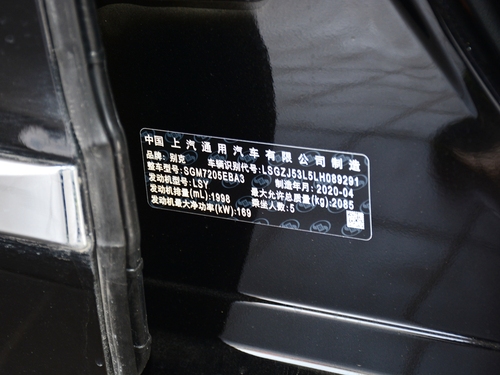 中国 上汽通用汽车有限公司制造
品牌: 别克 车辆识别代号: LSGZJ53L5LH089291
整车型号: SGM7205EBA3 制造年月: 2020-04
发动机型号: LSY 最大允许总质量(kg): 2085
发动机排量(mL): 1998 乘坐人数: 5
发动机最大净功率(kW): 169